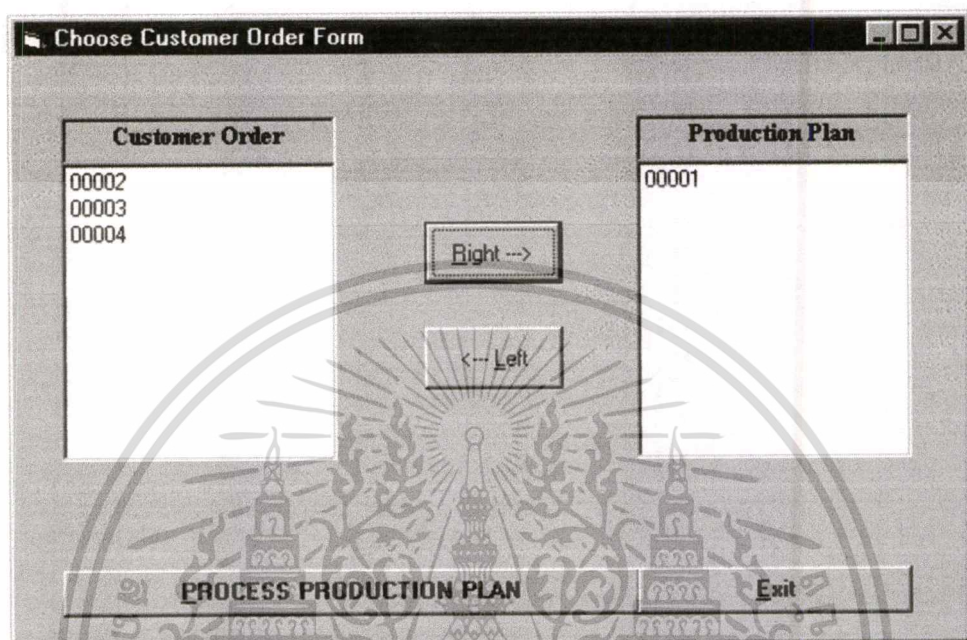 Choose Customer Order Form
Customer Order
00002
00003
00004
Right --->
<--- Left
Production Plan
00001
PROCESS PRODUCTION PLAN
Exit